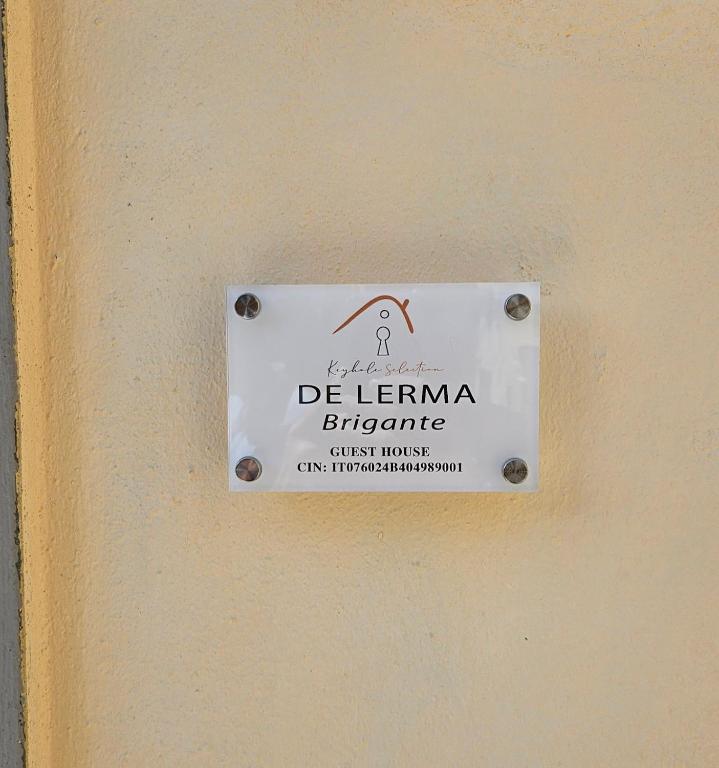 Keyhole Selection
DE LERMA
Brigante
GUEST HOUSE
CIN: IT076024B404989001